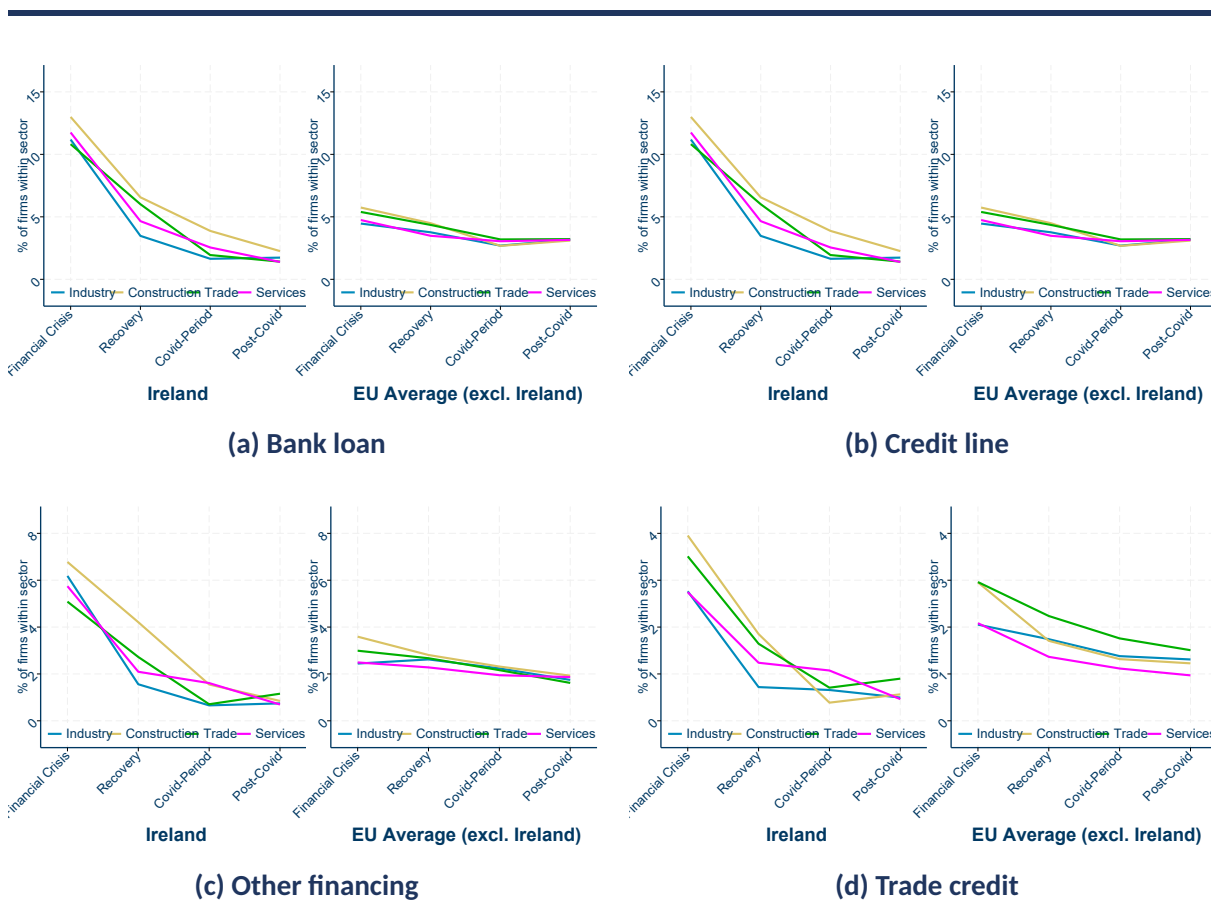 % of firms within sector
15
10
5
0
Industry Construction Trade Services
Financial Crisis
Recovery
Covid-Period
Post-Covid
Ireland
% of firms within sector
15
10
5
0
Industry Construction Trade Services
Financial Crisis
Recovery
Covid-Period
Post-Covid
EU Average (excl. Ireland)
(a) Bank loan
% of firms within sector
15
10
5
0
Industry Construction Trade Services
Financial Crisis
Recovery
Covid-Period
Post-Covid
Ireland
% of firms within sector
15
10
5
0
Industry Construction Trade Services
Financial Crisis
Recovery
Covid-Period
Post-Covid
EU Average (excl. Ireland)
(b) Credit line
% of firms within sector
8
6
4
2
0
Industry Construction Trade Services
Financial Crisis
Recovery
Covid-Period
Post-Covid
Ireland
% of firms within sector
8
6
4
2
0
Industry Construction Trade Services
Financial Crisis
Recovery
Covid-Period
Post-Covid
EU Average (excl. Ireland)
(c) Other financing
% of firms within sector
4
3
2
1
0
Industry Construction Trade Services
Financial Crisis
Recovery
Covid-Period
Post-Covid
Ireland
% of firms within sector
4
3
2
1
0
Industry Construction Trade Services
Financial Crisis
Recovery
Covid-Period
Post-Covid
EU Average (excl. Ireland)
(d) Trade credit